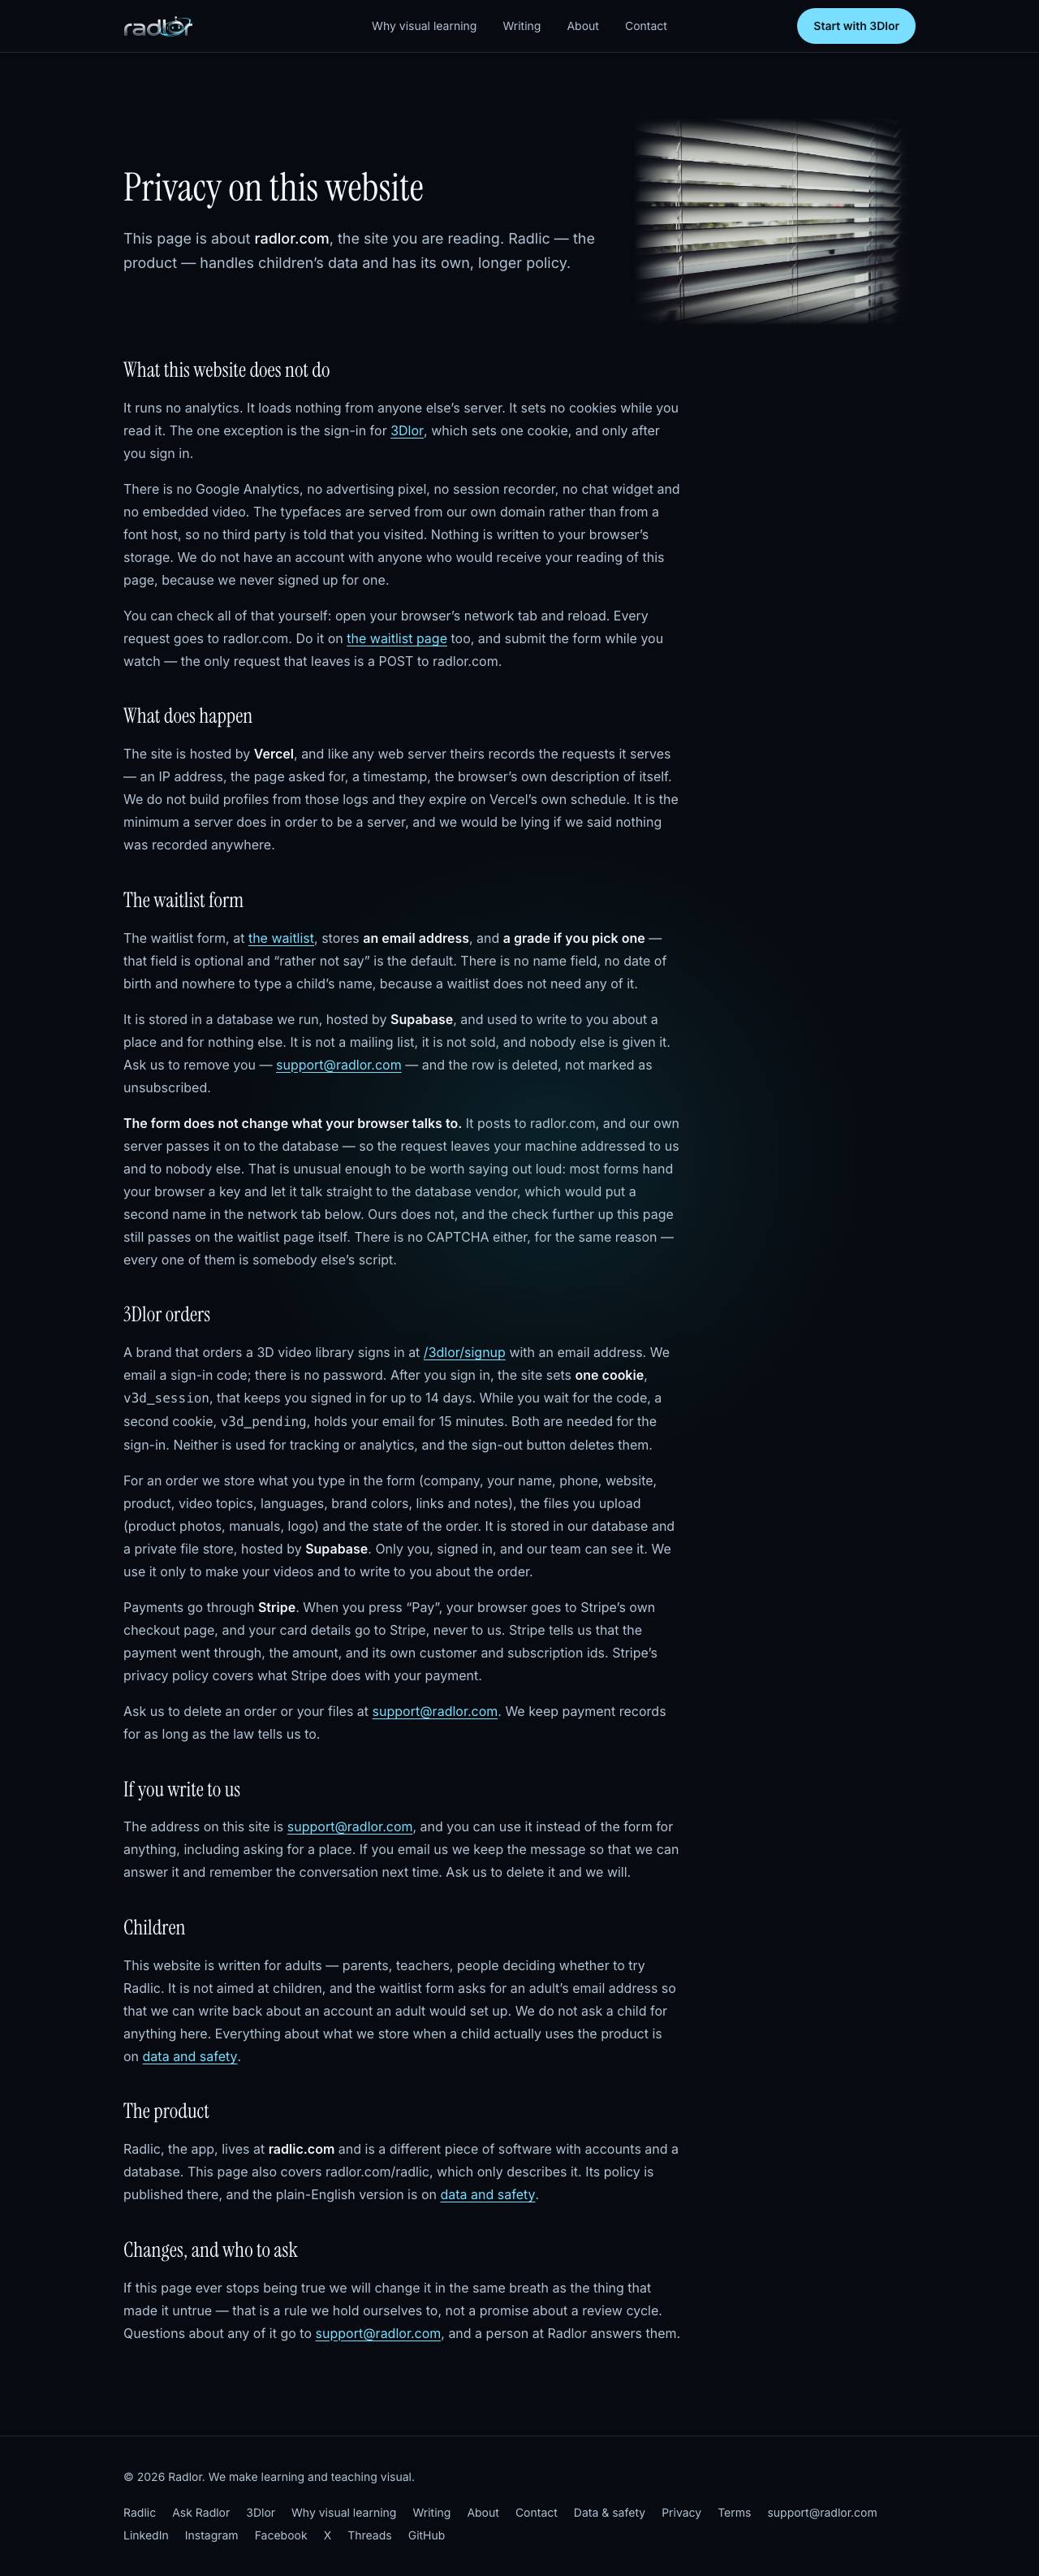 radlor
Why visual learning
Writing
About
Contact
Start with 3Dlor
Privacy on this website
This page is about radlor.com, the site you are reading. Radlic — the
product — handles children’s data and has its own, longer policy.
What this website does not do
It runs no analytics. It loads nothing from anyone else’s server. It sets no cookies while you
read it. The one exception is the sign-in for 3Dlor, which sets one cookie, and only after
you sign in.
There is no Google Analytics, no advertising pixel, no session recorder, no chat widget and
no embedded video. The typefaces are served from our own domain rather than from a
font host, so no third party is told that you visited. Nothing is written to your browser’s
storage. We do not have an account with anyone who would receive your reading of this
page, because we never signed up for one.
You can check all of that yourself: open your browser’s network tab and reload. Every
request goes to radlor.com. Do it on the waitlist page too, and submit the form while you
watch — the only request that leaves is a POST to radlor.com.
What does happen
The site is hosted by Vercel, and like any web server theirs records the requests it serves
— an IP address, the page asked for, a timestamp, the browser’s own description of itself.
We do not build profiles from those logs and they expire on Vercel’s own schedule. It is the
minimum a server does in order to be a server, and we would be lying if we said nothing
was recorded anywhere.
The waitlist form
The waitlist form, at the waitlist, stores an email address, and a grade if you pick one —
that field is optional and “rather not say” is the default. There is no name field, no date of
birth and nowhere to type a child’s name, because a waitlist does not need any of it.
It is stored in a database we run, hosted by Supabase, and used to write to you about a
place and for nothing else. It is not a mailing list, it is not sold, and nobody else is given it.
Ask us to remove you — support@radlor.com — and the row is deleted, not marked as
unsubscribed.
The form does not change what your browser talks to. It posts to radlor.com, and our own
server passes it on to the database — so the request leaves your machine addressed to us
and to nobody else. That is unusual enough to be worth saying out loud: most forms hand
your browser a key and let it talk straight to the database vendor, which would put a
second name in the network tab below. Ours does not, and the check further up this page
still passes on the waitlist page itself. There is no CAPTCHA either, for the same reason —
every one of them is somebody else’s script.
3Dlor orders
A brand that orders a 3D video library signs in at /3dlor/signup with an email address. We
email a sign-in code; there is no password. After you sign in, the site sets one cookie,
v3d_session, that keeps you signed in for up to 14 days. While you wait for the code, a
second cookie, v3d_pending, holds your email for 15 minutes. Both are needed for the
sign-in. Neither is used for tracking or analytics, and the sign-out button deletes them.
For an order we store what you type in the form (company, your name, phone, website,
product, video topics, languages, brand colors, links and notes), the files you upload
(product photos, manuals, logo) and the state of the order. It is stored in our database and
a private file store, hosted by Supabase. Only you, signed in, and our team can see it. We
use it only to make your videos and to write to you about the order.
Payments go through Stripe. When you press “Pay”, your browser goes to Stripe’s own
checkout page, and your card details go to Stripe, never to us. Stripe tells us that the
payment went through, the amount, and its own customer and subscription ids. Stripe’s
privacy policy covers what Stripe does with your payment.
Ask us to delete an order or your files at support@radlor.com. We keep payment records
for as long as the law tells us to.
If you write to us
The address on this site is support@radlor.com, and you can use it instead of the form for
anything, including asking for a place. If you email us we keep the message so that we can
answer it and remember the conversation next time. Ask us to delete it and we will.
Children
This website is written for adults — parents, teachers, people deciding whether to try
Radlic. It is not aimed at children, and the waitlist form asks for an adult’s email address so
that we can write back about an account an adult would set up. We do not ask a child for
anything here. Everything about what we store when a child actually uses the product is
on data and safety.
The product
Radlic, the app, lives at radlic.com and is a different piece of software with accounts and a
database. This page also covers radlor.com/radlic, which only describes it. Its policy is
published there, and the plain-English version is on data and safety.
Changes, and who to ask
If this page ever stops being true we will change it in the same breath as the thing that
made it untrue — that is a rule we hold ourselves to, not a promise about a review cycle.
Questions about any of it go to support@radlor.com, and a person at Radlor answers them.
© 2026 Radlor. We make learning and teaching visual.
Radlic Ask Radlor 3Dlor Why visual learning Writing About Contact Data & safety Privacy Terms support@radlor.com
LinkedIn Instagram Facebook X Threads GitHub